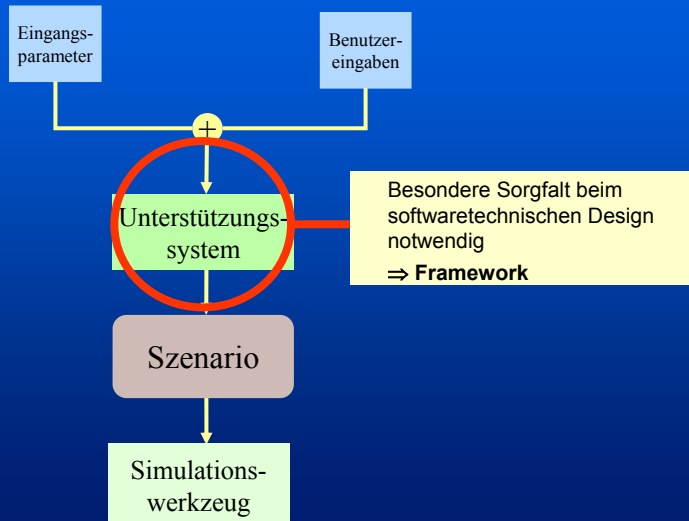 Eingangs-
parameter
Benutzer-
eingaben
+
Unterstützungs-
system
Besondere Sorgfalt beim
softwaretechnischen Design
notwendig
⇒ Framework
Szenario
Simulations-
werkzeug